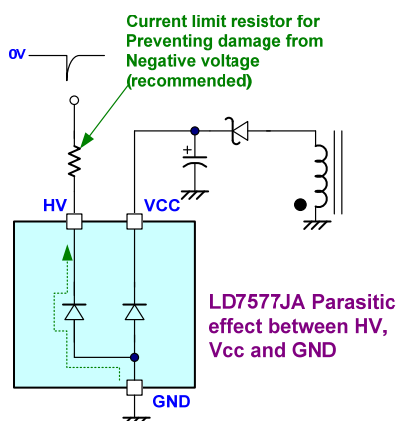 Current limit resistor for
Preventing damage from
Negative voltage
(recommended)
0V
+
HV
VCC
LD7577JA Parasitic
effect between HV,
Vcc and GND
GND